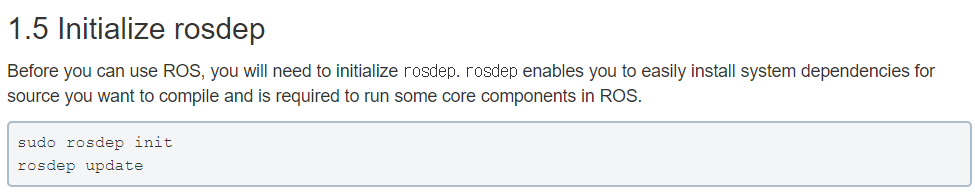 1.5 Initialize rosdep
Before you can use ROS, you will need to initialize rosdep. rosdep enables you to easily install system dependencies for
source you want to compile and is required to run some core components in ROS.
sudo rosdep init
rosdep update